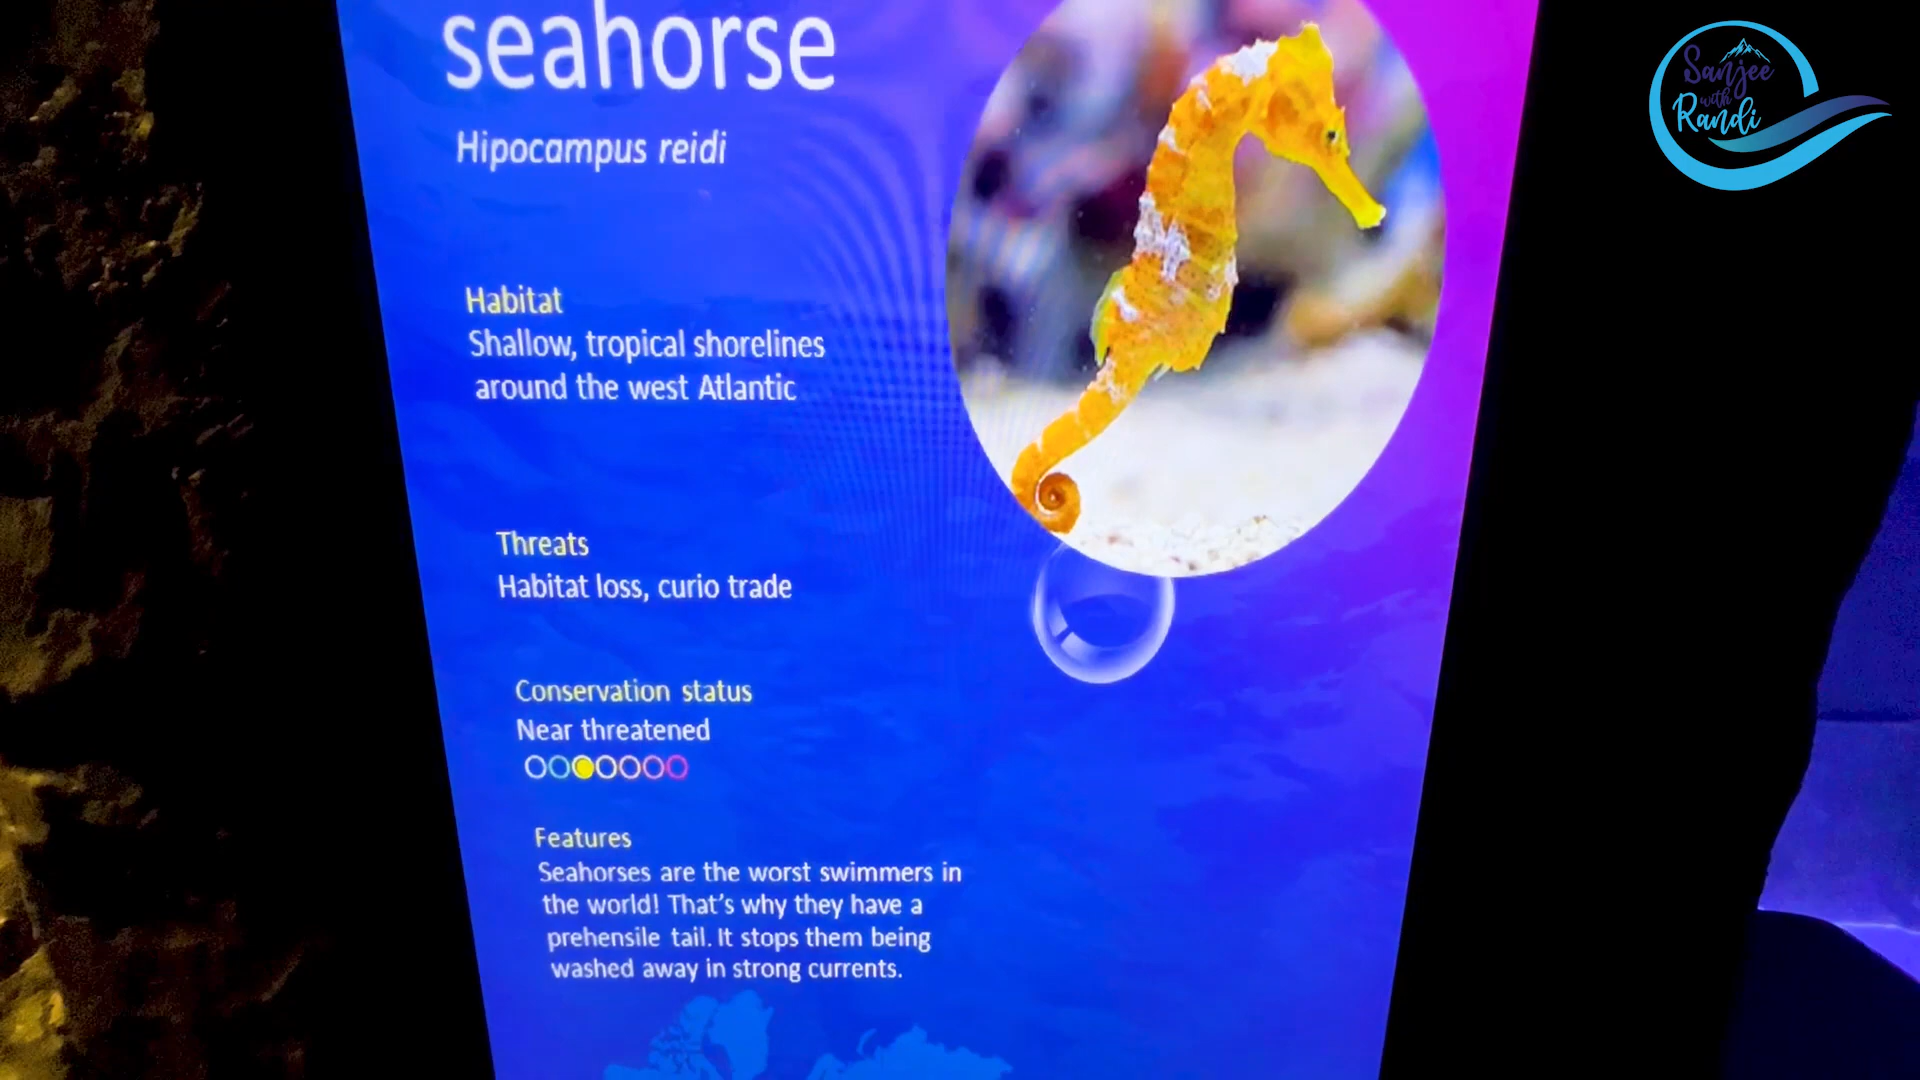 seahorse
Hipocampus reidi
Habitat
Shallow, tropical shorelines
around the west Atlantic
Threats
Habitat loss, curio trade
Conservation status
Near threatened
Features
Seahorses are the worst swimmers in
the world! That's why they have a
prehensile tail. It stops them being
washed away in strong currents.
Sanjee
with
Randi